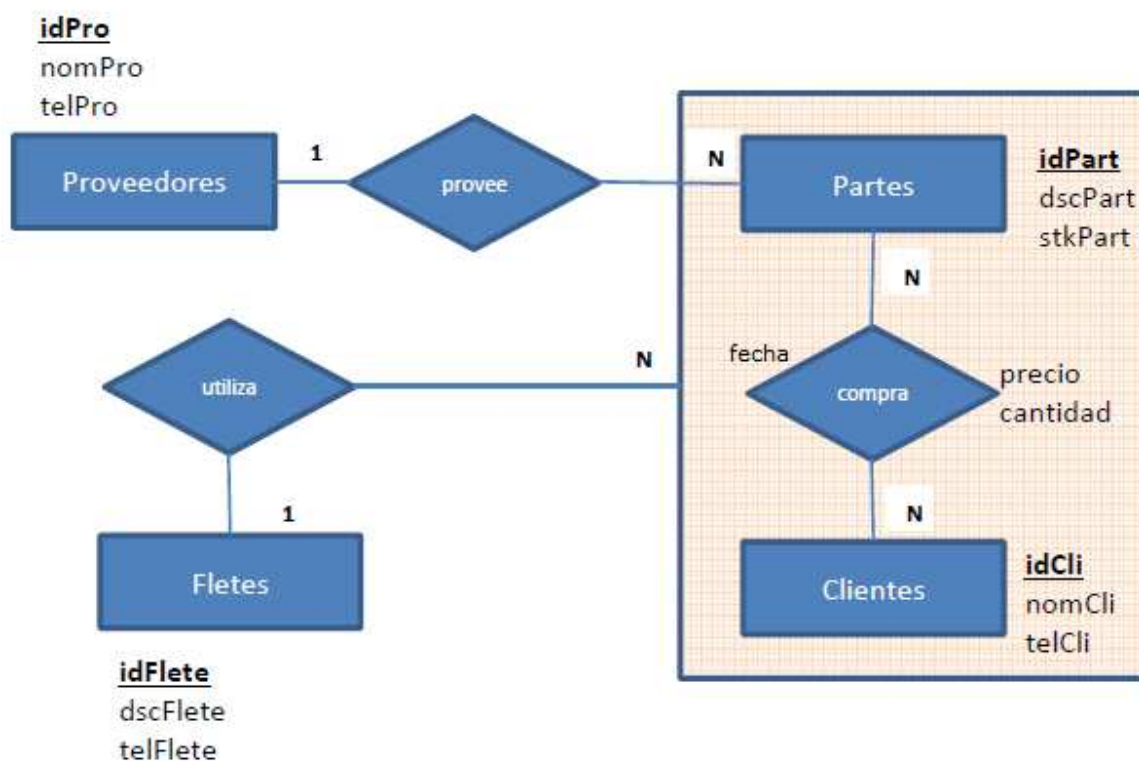 idPro
nomPro
telPro
Proveedores
1
provee
N
Partes
idPart
dscPart
stkPart
N
fecha
compra
precio
cantidad
N
utiliza
N
1
Fletes
idFlete
dscFlete
telFlete
Clientes
idCli
nomCli
telCli